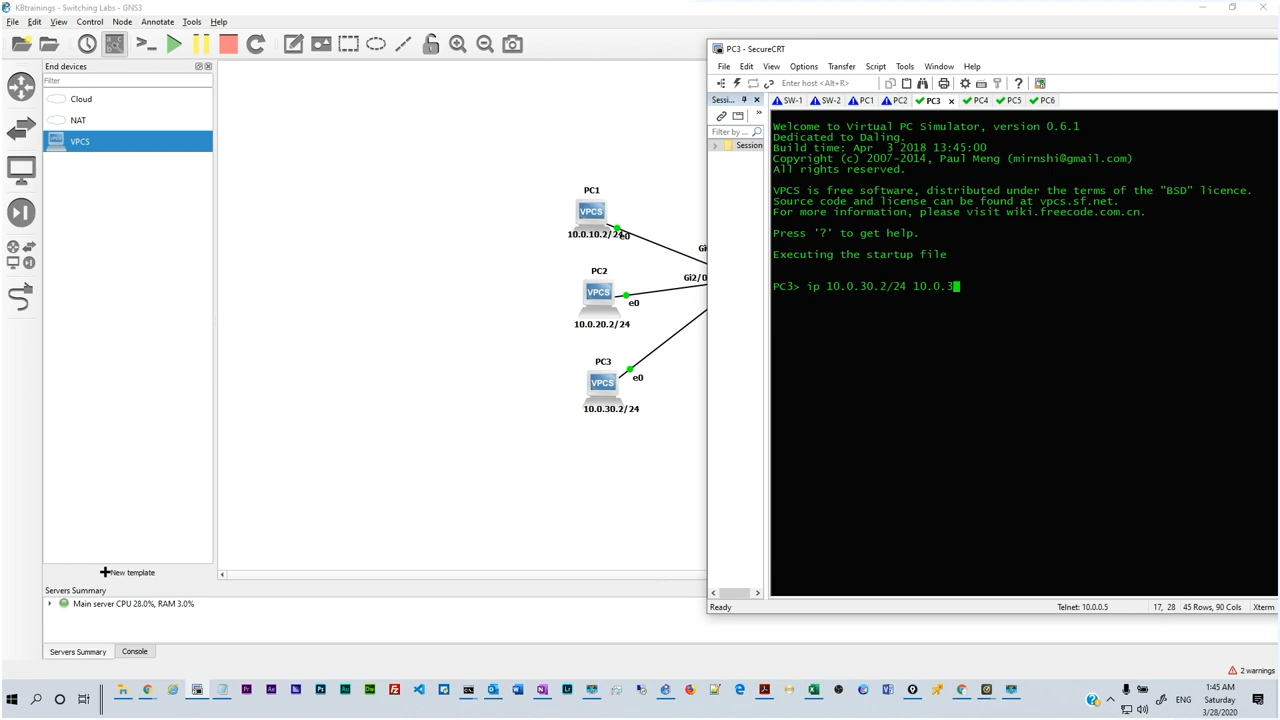 KBtrainings - Switching Labs - GNS3
File Edit View Control Node Annotate Tools Help
End devices
Filter
Cloud
NAT
VPCS
New template
Servers Summary
Main server CPU 28.0%, RAM 3.0%
Servers Summary Console
PC1
VPCS
10.0.10.2/24
e0
PC2
VPCS
e0
10.0.20.2/24
PC3
VPCS
e0
10.0.30.2/24
Gi2/0
PC3 - SecureCRT
File Edit View Options Transfer Script Tools Window Help
Enter host <Alt+R>
Sessi... SW-1 SW-2 PC1 PC2 PC3 PC4 PC5 PC6
Filter by ...
Session
Welcome to Virtual PC Simulator, version 0.6.1
Dedicated to Daling.
Build time: Apr  3 2018 13:45:00
Copyright (c) 2007-2014, Paul Meng (mirnshi@gmail.com)
All rights reserved.
VPCS is free software, distributed under the terms of the "BSD" licence.
Source code and license can be found at vpcs.sf.net.
For more information, please visit wiki.freecode.com.cn.
Press '?' to get help.
Executing the startup file
PC3> ip 10.0.30.2/24 10.0.3
Ready Telnet: 10.0.0.5 17, 28 45 Rows, 90 Cols Xterm
2 warnings
ENG
1:45 AM
Saturday
3/28/2020